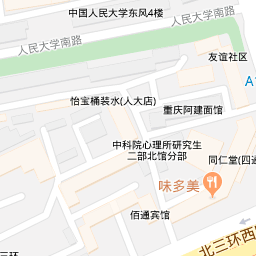 中国人民大学东风4楼
人民大学南路
人民大学南路
友谊社区
A
怡宝桶装水(人大店)
重庆阿建面馆
中科院心理所研究生
二部北馆分部
同仁堂(四通
味多美
佰通宾馆
北三环西
三环